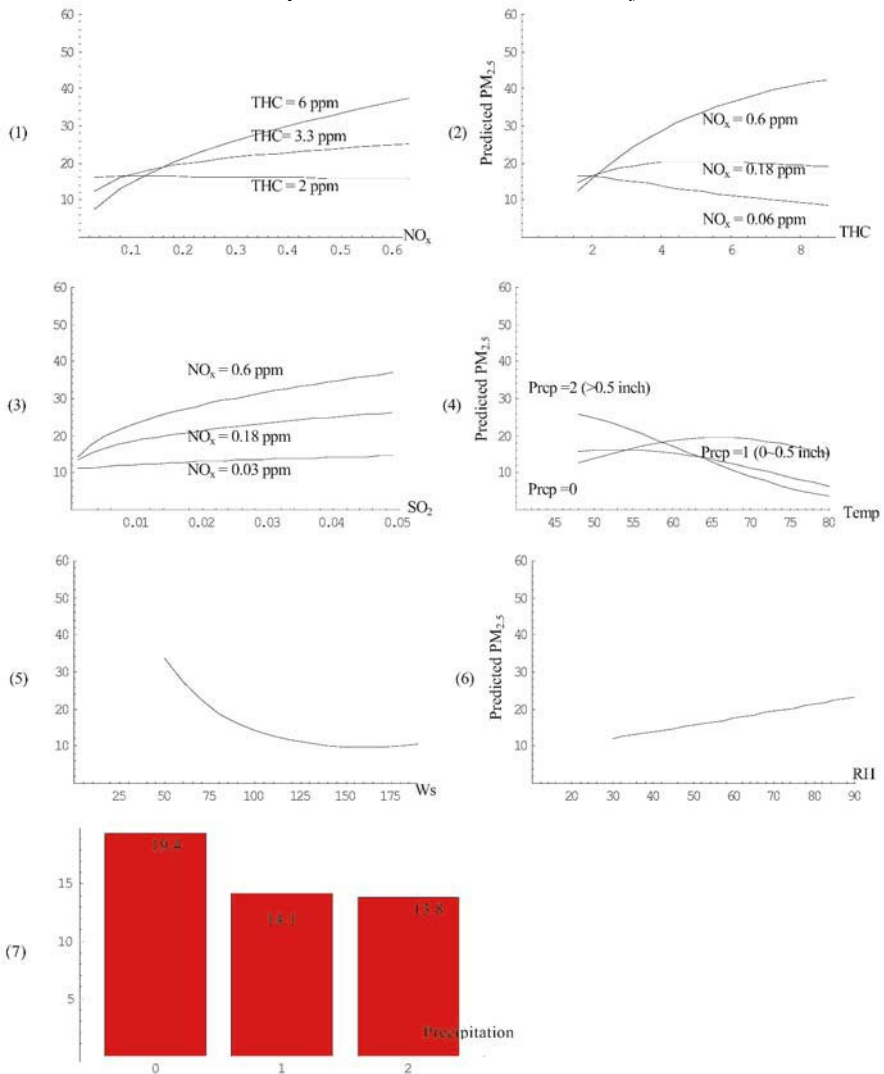 60
50
40
30
20
10
(1)
THC = 6 ppm
THC= 3.3 ppm
THC = 2 ppm
0.1 0.2 0.3 0.4 0.5 0.6
NOx
60
50
40
30
20
10
(2)
Predicted PM2.5
NOx = 0.6 ppm
NOx = 0.18 ppm
NOx = 0.06 ppm
2 4 6 8
THC
60
50
40
30
20
10
(3)
NOx = 0.6 ppm
NOx = 0.18 ppm
NOx = 0.03 ppm
0.01 0.02 0.03 0.04 0.05
SO2
60
50
40
30
20
10
(4)
Predicted PM2.5
Prcp =2 (>0.5 inch)
Prcp =1 (0~0.5 inch)
Prcp =0
45 50 55 60 65 70 75 80
Temp
60
50
40
30
20
10
(5)
25 50 75 100 125 150 175
Ws
60
50
40
30
20
10
(6)
Predicted PM2.5
20 30 40 50 60 70 80 90
RH
15
10
5
(7)
19.4
14.1
13.8
Precipitation
0 1 2